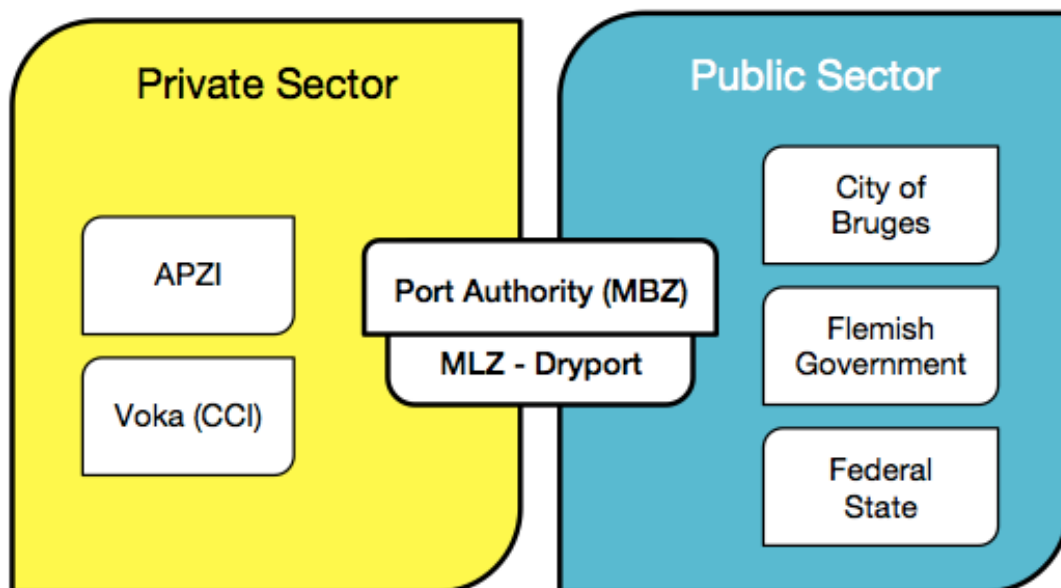 Private Sector
APZI
Voka (CCI)
Port Authority (MBZ)
MLZ - Dryport
Public Sector
City of
Bruges
Flemish
Government
Federal
State